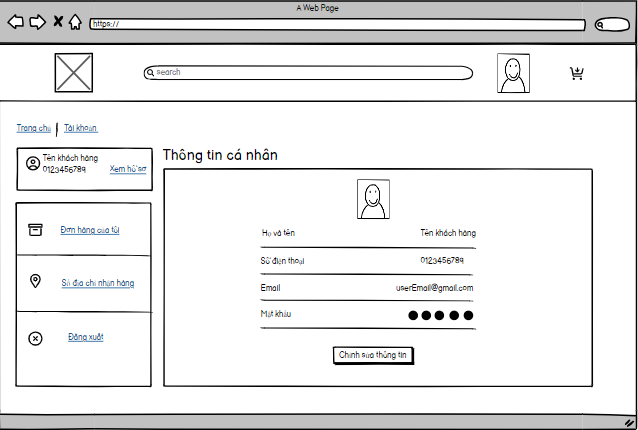 A Web Page
https://
search
Trang chủ | Tài khoản
Tên khách hàng
0123456789
Xem hồ sơ
Thông tin cá nhân
Đơn hàng của tôi
Sổ địa chỉ nhận hàng
Đăng xuất
Họ và tên
Tên khách hàng
Số điện thoại
0123456789
Email
userEmail@gmail.com
Mật khẩu
Chỉnh sửa thông tin